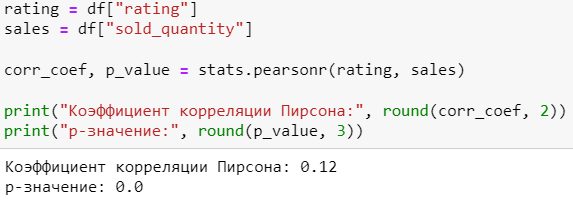 rating = df["rating"]
sales = df["sold_quantity"]
corr_coef, p_value = stats.pearsonr(rating, sales)
print("Коэффициент корреляции Пирсона:", round(corr_coef, 2))
print("p-значение:", round(p_value, 3))
Коэффициент корреляции Пирсона: 0.12
p-значение: 0.0